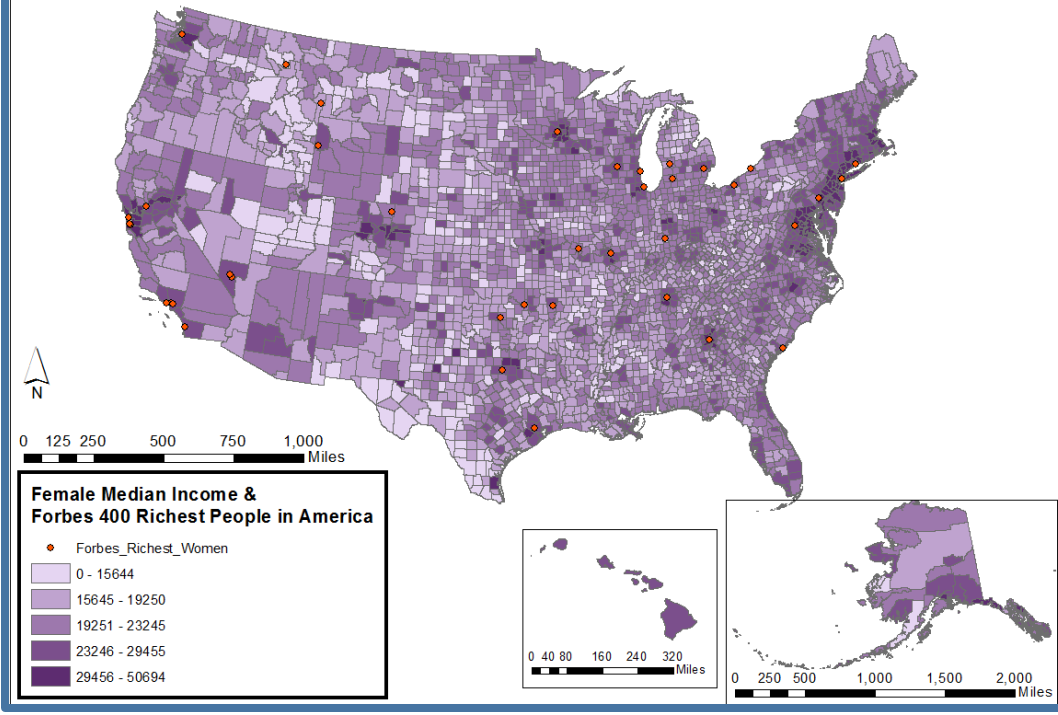 N
0 125 250 500 750 1,000
Miles
Female Median Income &
Forbes 400 Richest People in America
Forbes_Richest_Women
0 - 15644
15645 - 19250
19251 - 23245
23246 - 29455
29456 - 50694
0 40 80 160 240 320
Miles
0 250 500 1,000 1,500 2,000
Miles